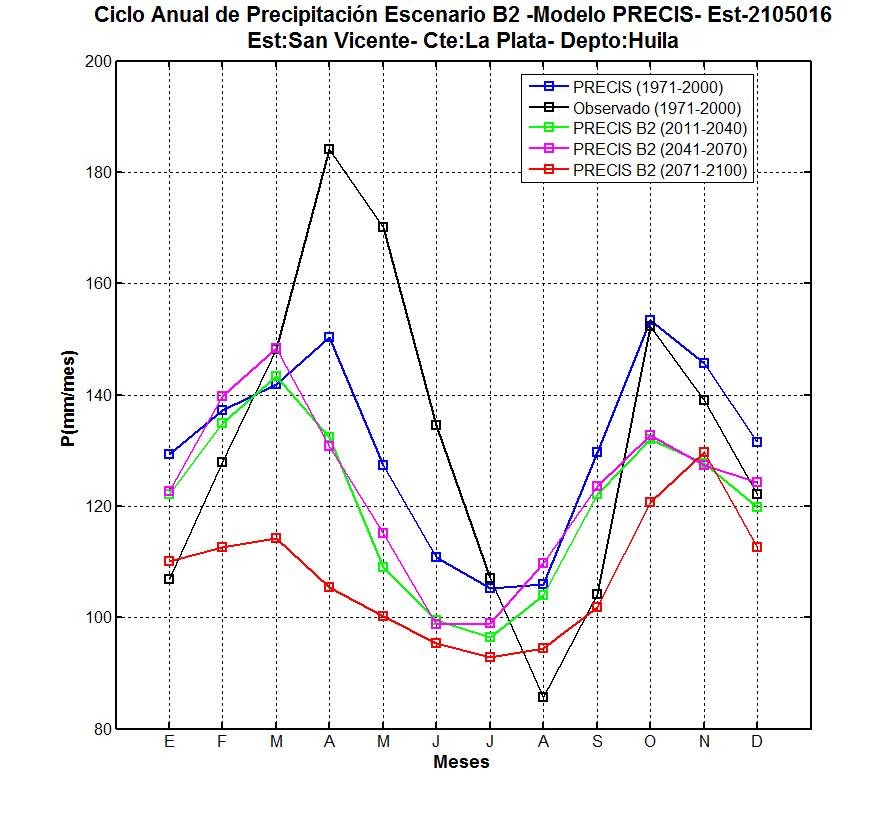 Ciclo Anual de Precipitación Escenario B2 -Modelo PRECIS- Est-2105016
Est:San Vicente- Cte:La Plata- Depto:Huila
200
180
160
140
120
100
80
P(mm/mes)
PRECIS (1971-2000)
Observado (1971-2000)
PRECIS B2 (2011-2040)
PRECIS B2 (2041-2070)
PRECIS B2 (2071-2100)
E F M A M J J A S O N D
Meses